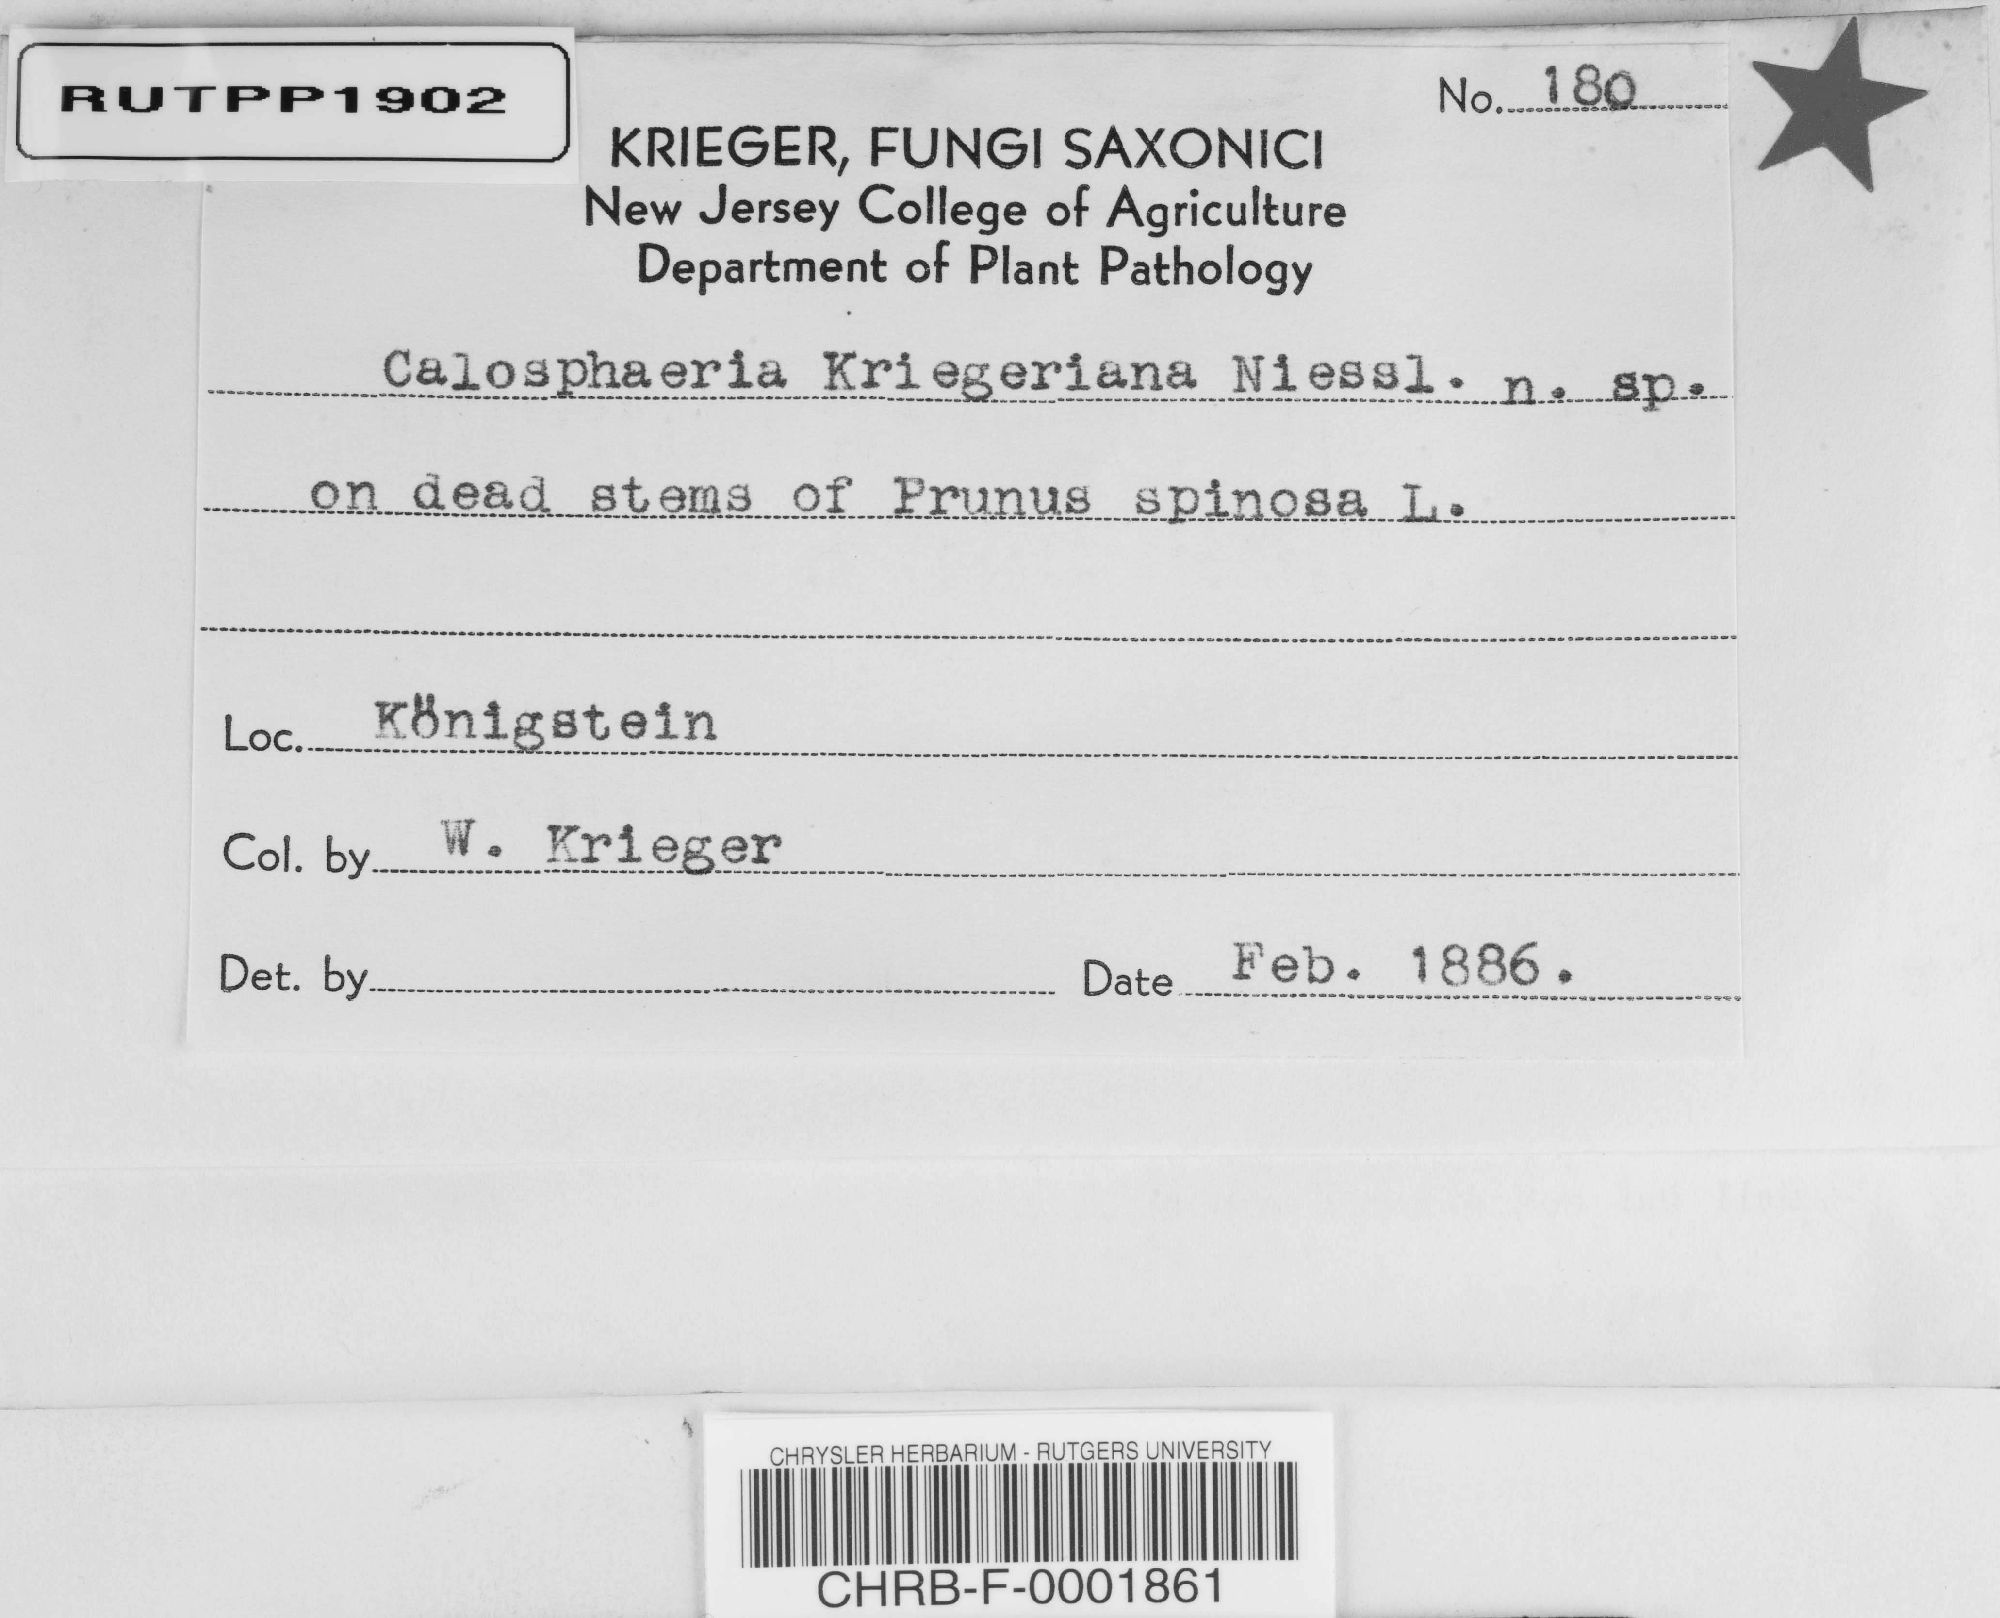 RUTPP1902
No. 180
KRIEGER, FUNGI SAXONICI
New Jersey College of Agriculture
Department of Plant Pathology
Calosphaeria Kriegeriana Niessl. n. sp.
on dead stems of Prunus spinosa L.
Loc. Königstein
Col. by W. Krieger
Det. by Date Feb. 1886.
CHRYSLER HERBARIUM - RUTGERS UNIVERSITY
CHRB-F-0001861